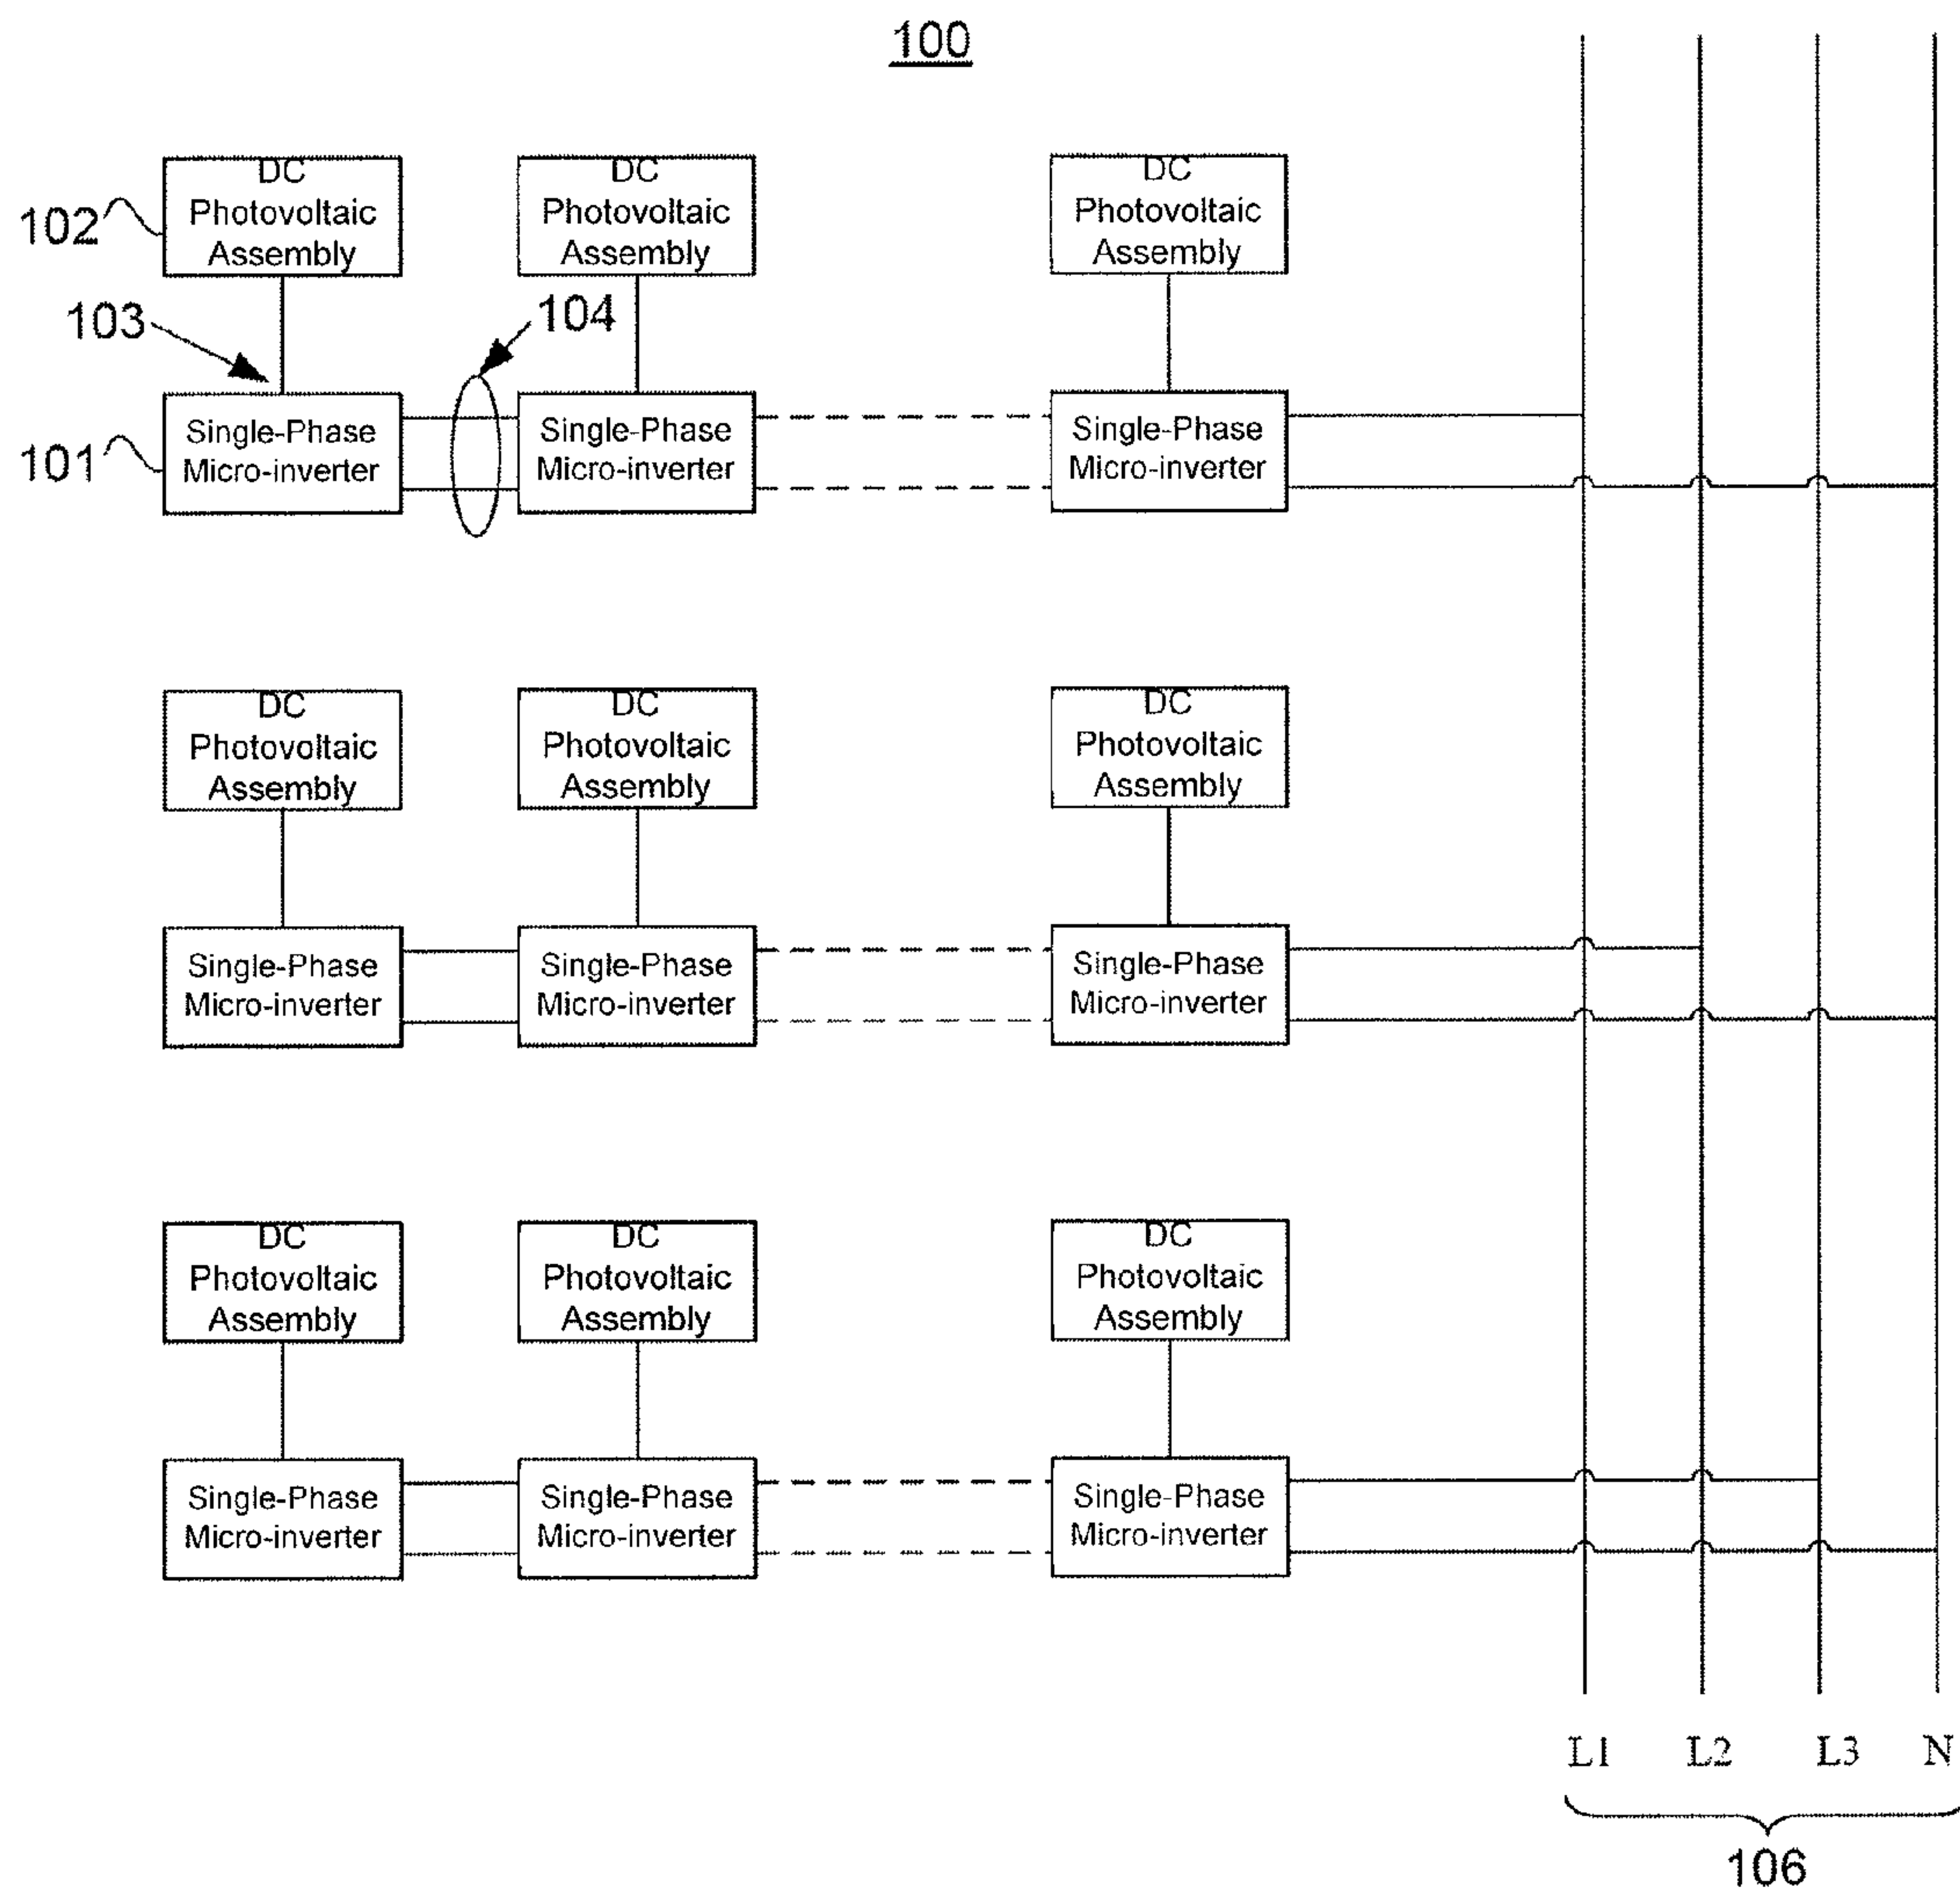 100
DC
Photovoltaic
Assembly
DC
Photovoltaic
Assembly
DC
Photovoltaic
Assembly
102
103
104
Single-Phase
Micro-inverter
Single-Phase
Micro-inverter
Single-Phase
Micro-inverter
101
DC
Photovoltaic
Assembly
DC
Photovoltaic
Assembly
DC
Photovoltaic
Assembly
Single-Phase
Micro-inverter
Single-Phase
Micro-inverter
Single-Phase
Micro-inverter
DC
Photovoltaic
Assembly
DC
Photovoltaic
Assembly
DC
Photovoltaic
Assembly
Single-Phase
Micro-inverter
Single-Phase
Micro-inverter
Single-Phase
Micro-inverter
L1 L2 L3 N
106